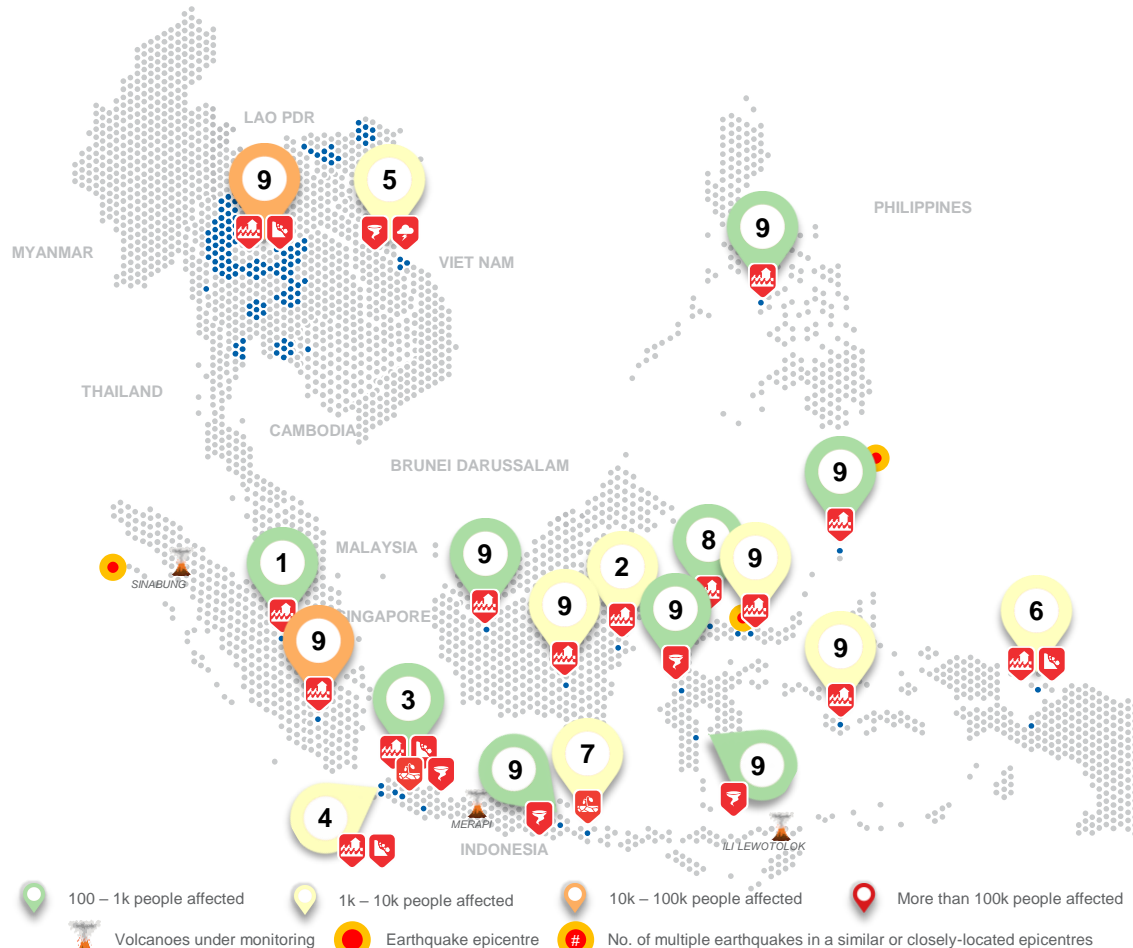 LAO PDR
9
5
MYANMAR
VIET NAM
PHILIPPINES
9
THAILAND
CAMBODIA
BRUNEI DARUSSALAM
9
MALAYSIA
SINABUNG
1
9
8
9
2
9
9
6
SINGAPORE
9
9
3
9
7
9
4
MERAPI
INDONESIA
ILI LEWOTOLOK
100 – 1k people affected
1k – 10k people affected
10k – 100k people affected
More than 100k people affected
Volcanoes under monitoring
Earthquake epicentre
# No. of multiple earthquakes in a similar or closely-located epicentres